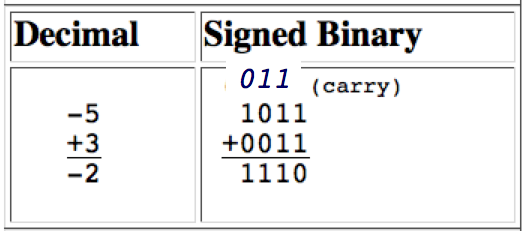 Decimal Signed Binary
011 (carry)
-5 1011
+3 +0011
-2 1110